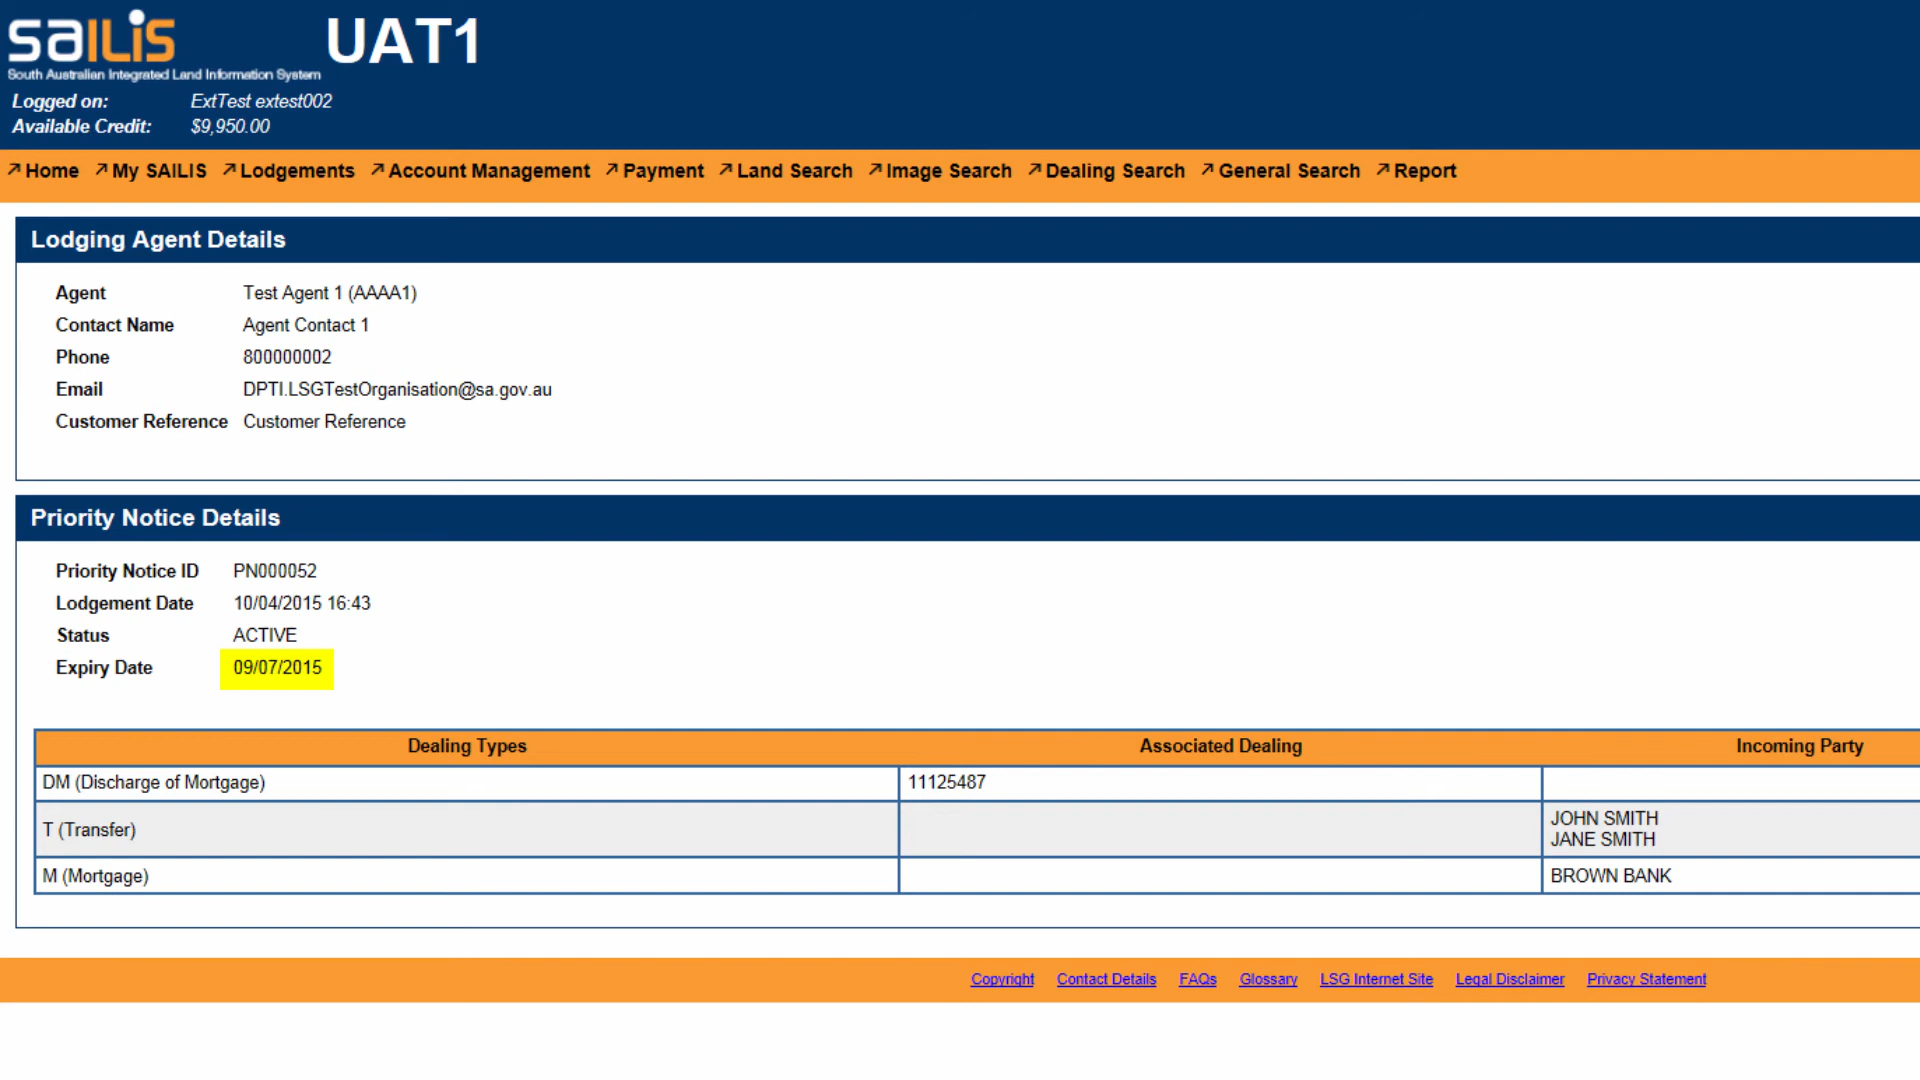 saILIS UAT1
South Australian Integrated Land Information System
Logged on: ExtTest extest002
Available Credit: $9,950.00
Home My SAILIS Lodgements Account Management Payment Land Search Image Search Dealing Search General Search Report
Lodging Agent Details
Agent Test Agent 1 (AAAA1)
Contact Name Agent Contact 1
Phone 800000002
Email DPTI.LSGTestOrganisation@sa.gov.au
Customer Reference Customer Reference
Priority Notice Details
Priority Notice ID PN000052
Lodgement Date 10/04/2015 16:43
Status ACTIVE
Expiry Date 09/07/2015
Dealing Types Associated Dealing Incoming Party
DM (Discharge of Mortgage) 11125487
T (Transfer) JOHN SMITH
JANE SMITH
M (Mortgage) BROWN BANK
Copyright Contact Details FAQs Glossary LSG Internet Site Legal Disclaimer Privacy Statement